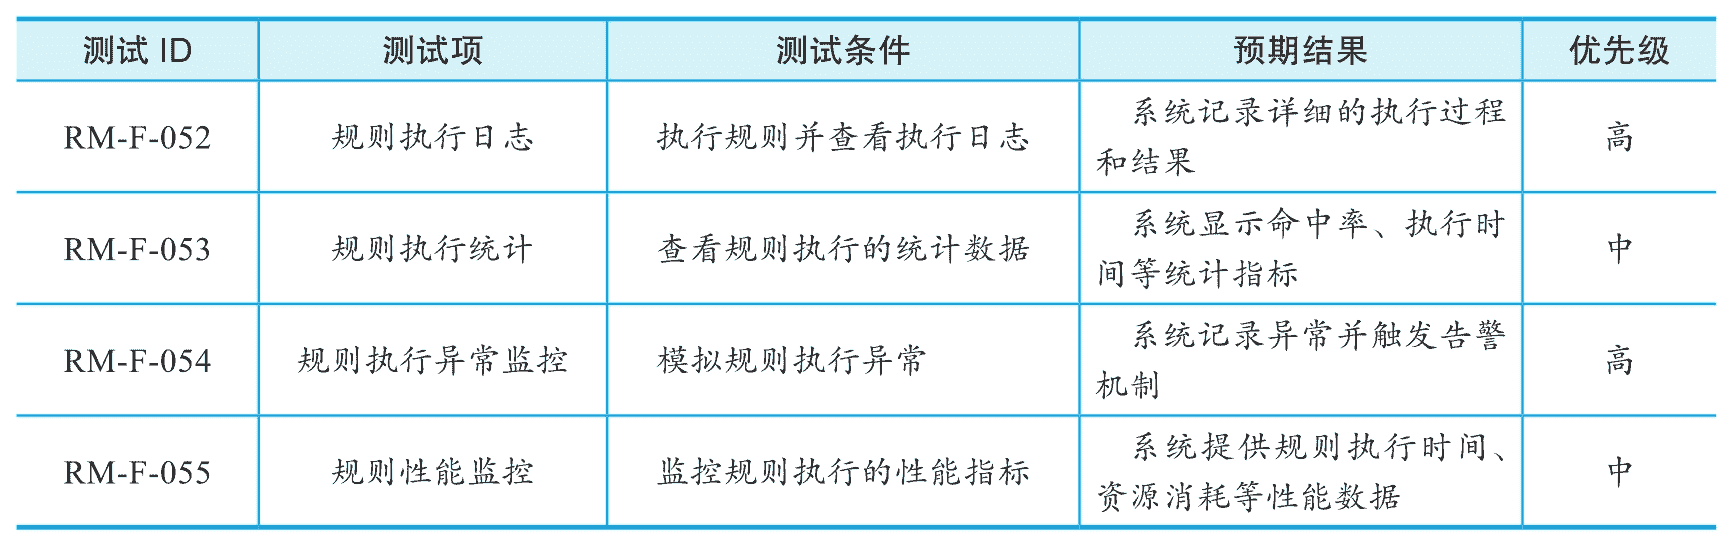 测试 ID 测试项 测试条件 预期结果 优先级
RM-F-052 规则执行日志 执行规则并查看执行日志 系统记录详细的执行过程
和结果 高
RM-F-053 规则执行统计 查看规则执行的统计数据 系统显示命中率、执行时
间等统计指标 中
RM-F-054 规则执行异常监控 模拟规则执行异常 系统记录异常并触发告警
机制 高
RM-F-055 规则性能监控 监控规则执行的性能指标 系统提供规则执行时间、
资源消耗等性能数据 中